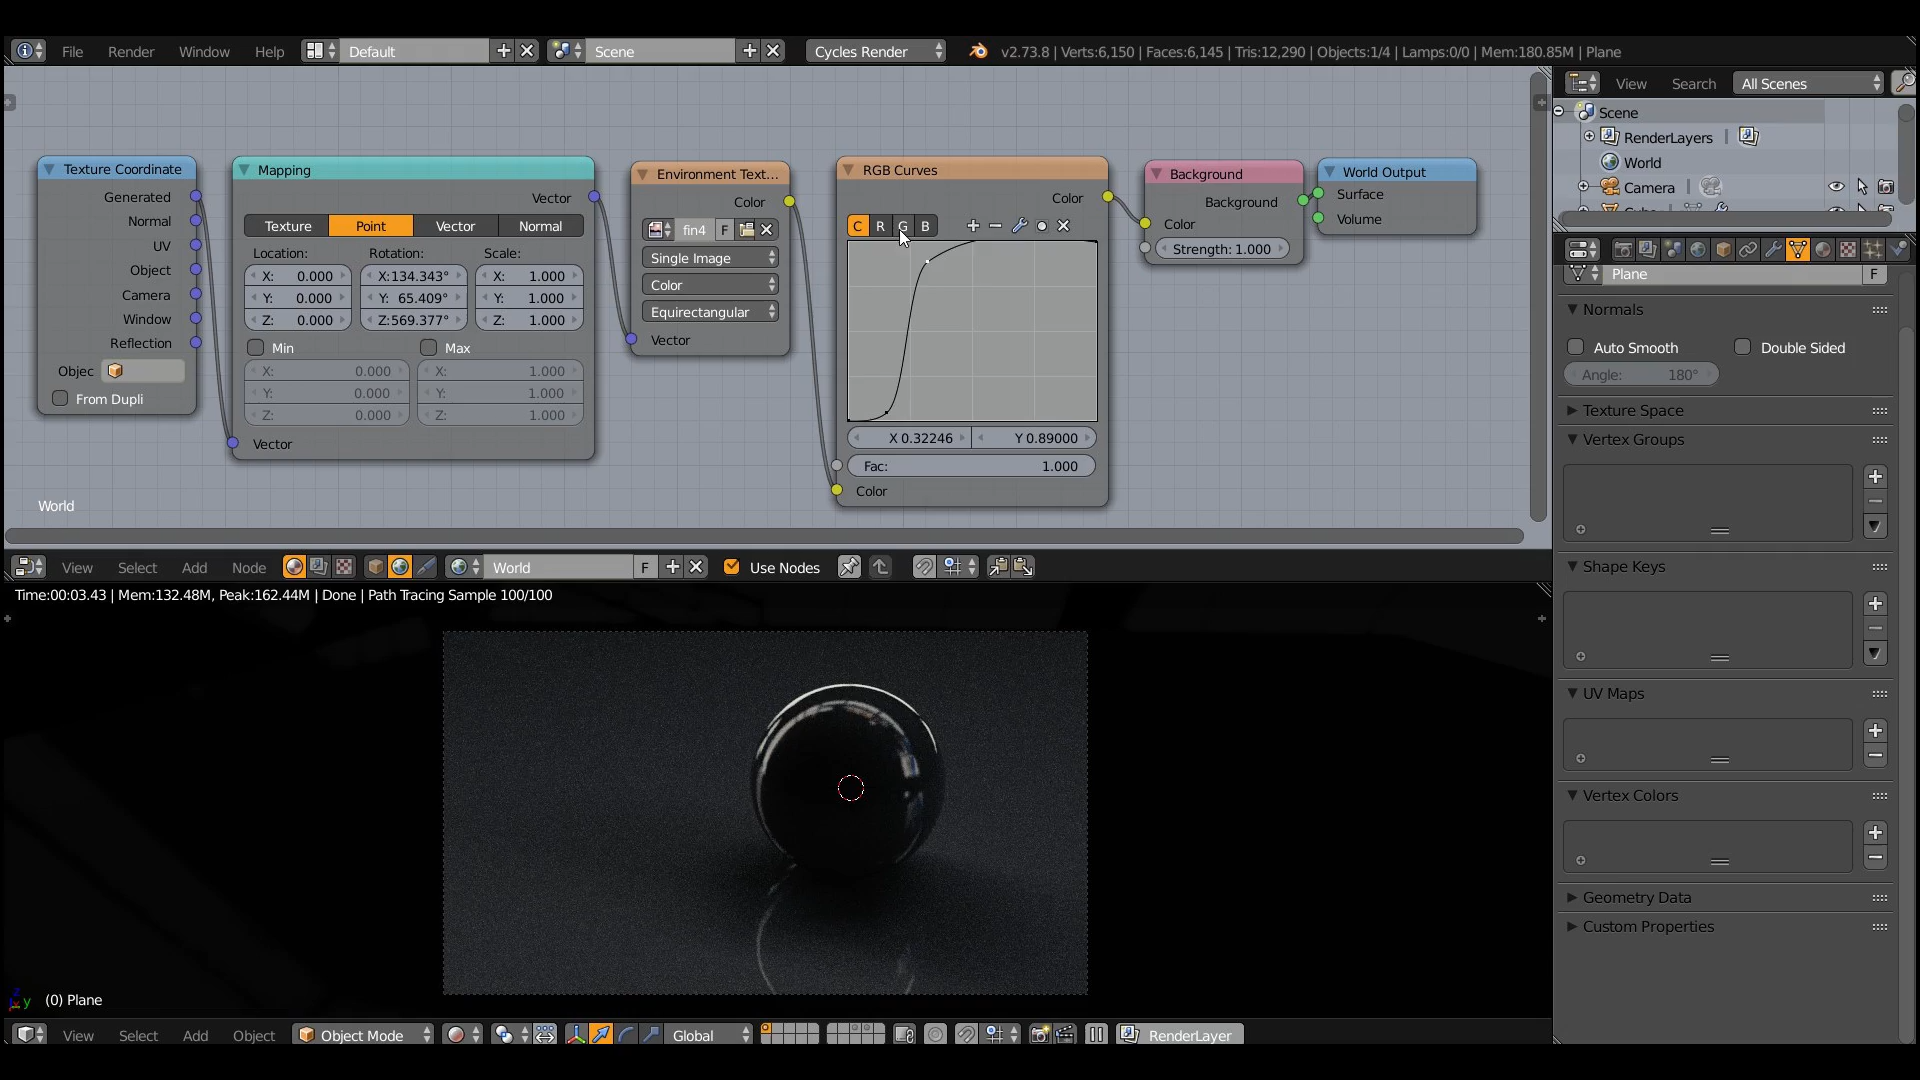 File Render Window Help Default Scene Cycles Render v2.73.8 | Verts:6,150 | Faces:6,145 | Tris:12,290 | Objects:1/4 | Lamps:0/0 | Mem:180.85M | Plane
View Search All Scenes
Scene
RenderLayers |
World
Camera |
Texture Coordinate
Generated
Normal
UV
Object
Camera
Window
Reflection
Objec
From Dupli
Mapping
Vector
Texture Point Vector Normal
Location: Rotation: Scale:
X: 0.000 X:134.343° X: 1.000
Y: 0.000 Y: 65.409° Y: 1.000
Z: 0.000 Z:569.377° Z: 1.000
Min Max
X: 0.000 X: 1.000
Y: 0.000 Y: 1.000
Z: 0.000 Z: 1.000
Vector
Environment Text...
Color
fin4 F
Single Image
Color
Equirectangular
Vector
RGB Curves
Color
C R G B
X 0.32246 Y 0.89000
Fac: 1.000
Color
Background
Background
Color
Strength: 1.000
World Output
Surface
Volume
World
View Select Add Node World F Use Nodes
Time:00:03.43 | Mem:132.48M, Peak:162.44M | Done | Path Tracing Sample 100/100
z
y
(0) Plane
View Select Add Object Object Mode Global RenderLayer
Plane F
Normals
Auto Smooth Double Sided
Angle: 180°
Texture Space
Vertex Groups
Shape Keys
UV Maps
Vertex Colors
Geometry Data
Custom Properties